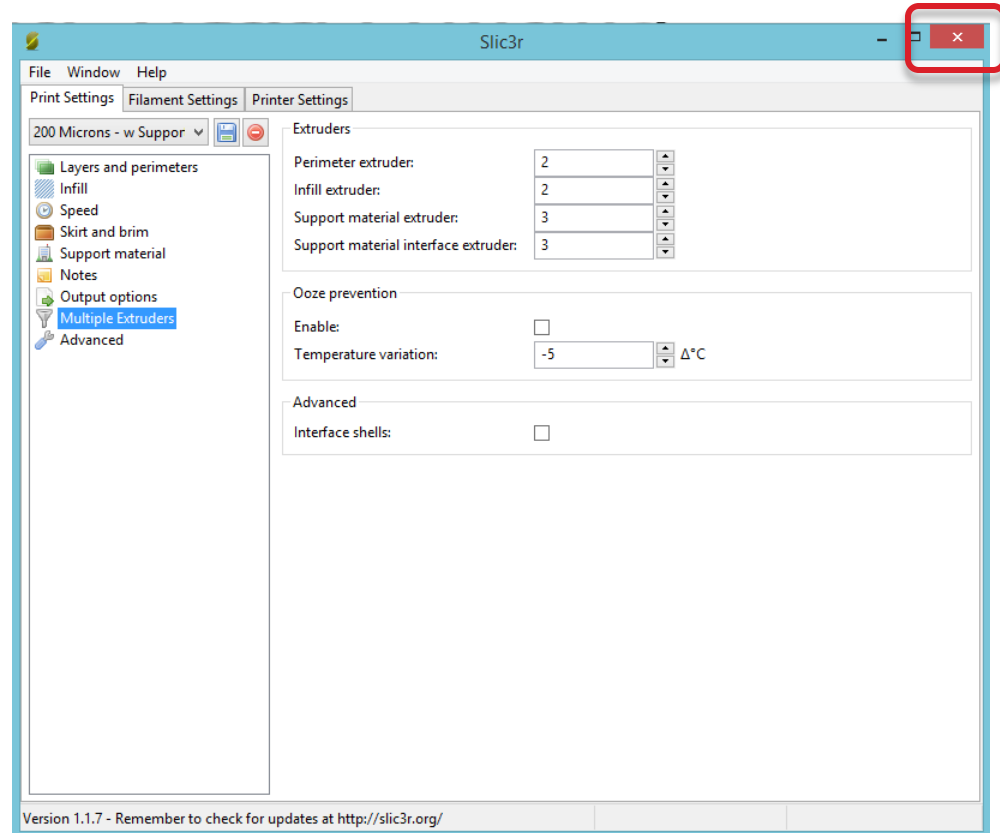 Slic3r
File Window Help
Print Settings Filament Settings Printer Settings
200 Microns - w Suppor
Layers and perimeters
Infill
Speed
Skirt and brim
Support material
Notes
Output options
Multiple Extruders
Advanced
Extruders
Perimeter extruder: 2
Infill extruder: 2
Support material extruder: 3
Support material interface extruder: 3
Ooze prevention
Enable:
Temperature variation: -5 Δ°C
Advanced
Interface shells:
Version 1.1.7 - Remember to check for updates at http://slic3r.org/